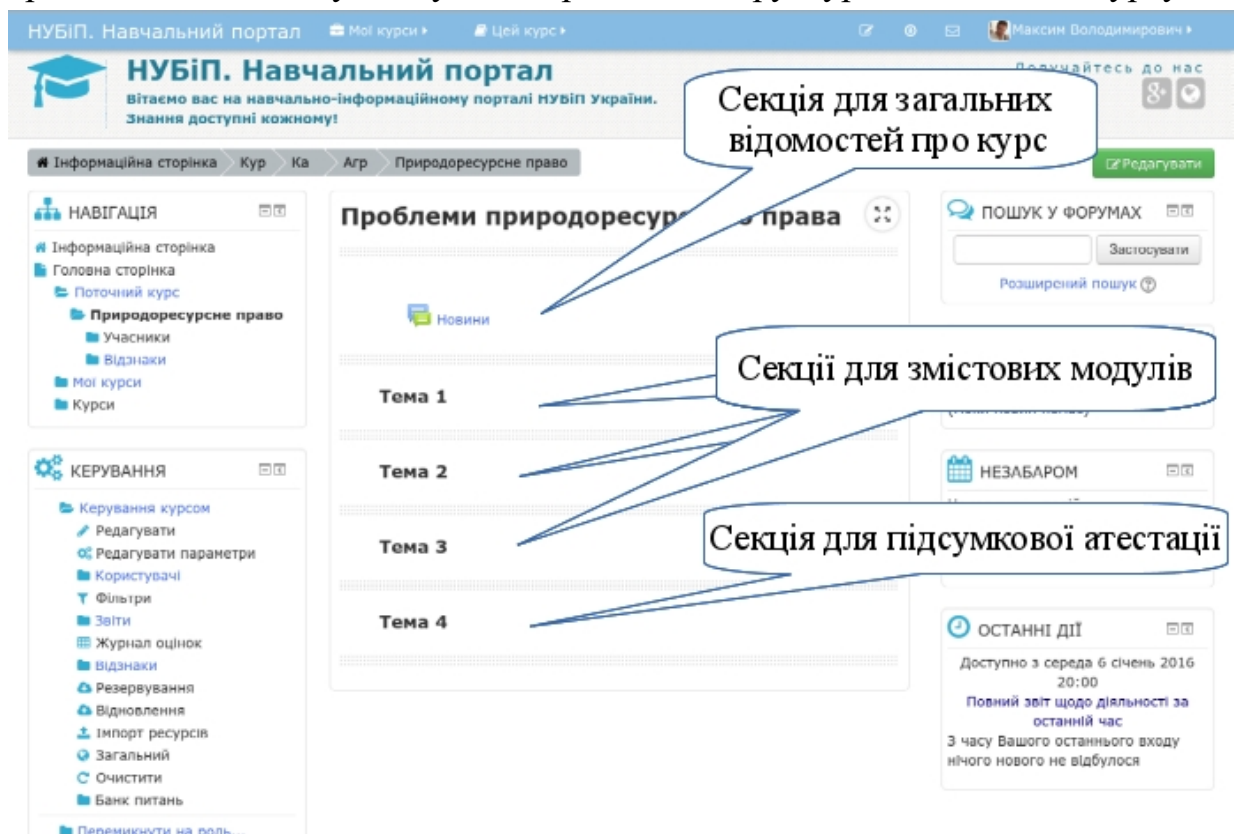 НУБіП. Навчальний портал
Мої курси
Цей курс
Максим Володимирович
НУБіП. Навчальний портал
Вітаємо вас на навчально-інформаційному порталі НУБіП України.
Знання доступні кожному!
до нас
Секція для загальних
відомостей про курс
Інформаційна сторінка
Кур
Ка
Агр
Природоресурсне право
Редагувати
НАВІГАЦІЯ
Інформаційна сторінка
Головна сторінка
Поточний курс
Природоресурсне право
Учасники
Відзнаки
Мої курси
Курси
КЕРУВАННЯ
Керування курсом
Редагувати
Редагувати параметри
Користувачі
Фільтри
Звіти
Журнал оцінок
Відзнаки
Резервування
Відновлення
Імпорт ресурсів
Загальний
Очистити
Банк питань
Перемикнути на роль...
Проблеми права
Новини
Тема 1
Тема 2
Тема 3
Тема 4
Секції для змістових модулів
Секція для підсумкової атестації
ПОШУК У ФОРУМАХ
Застосувати
Розширений пошук
НЕЗАБАРОМ
ОСТАННІ ДІЇ
Доступно з середа 6 січень 2016
20:00
Повний звіт щодо діяльності за
останній час
З часу Вашого останнього входу
нічого нового не відбулося